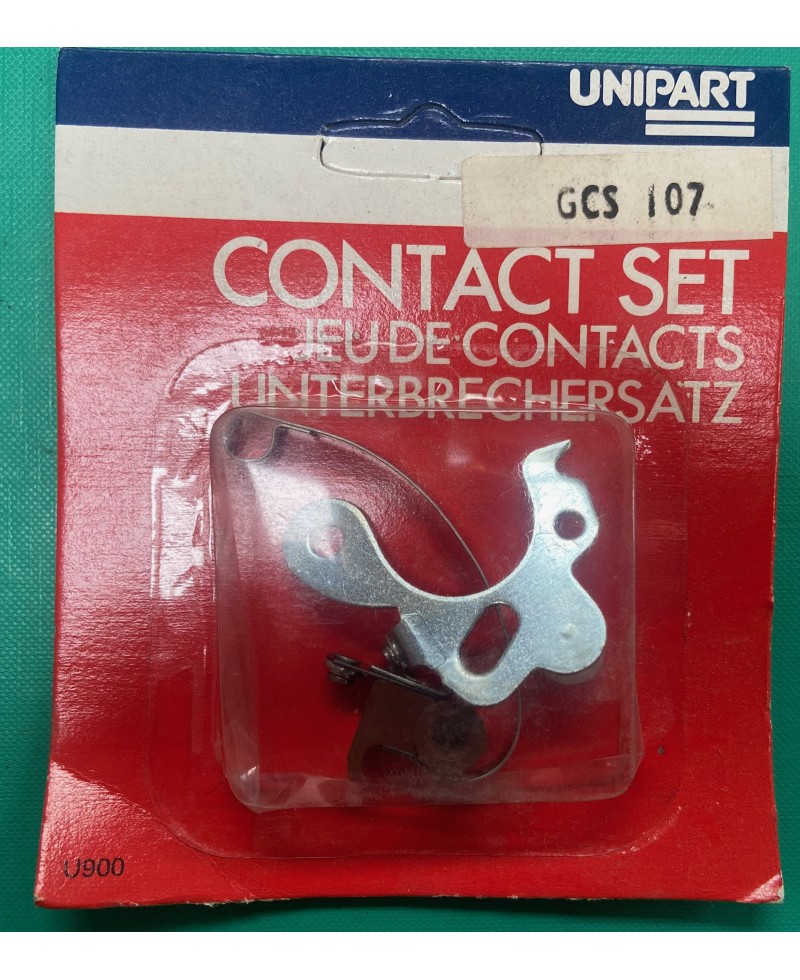 UNIPART
GCS 107
CONTACT SET
JEU DE CONTACTS
UNTERBRECHERSATZ
U900